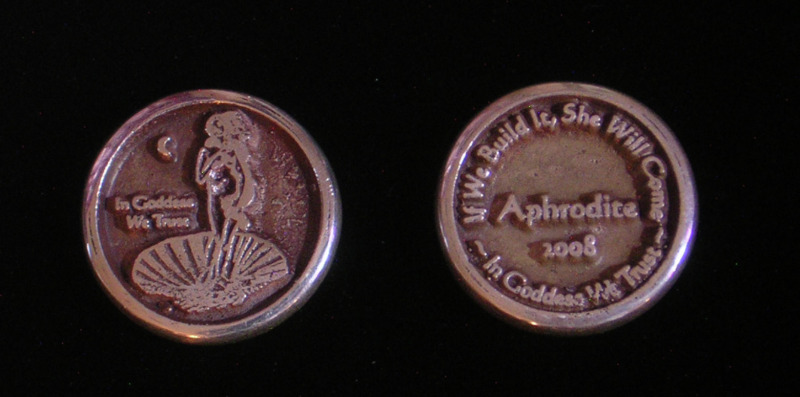 In Goddess
We Trust
If We Build It, She Will Come
Aphrodite
2008
~ In Goddess We Trust ~